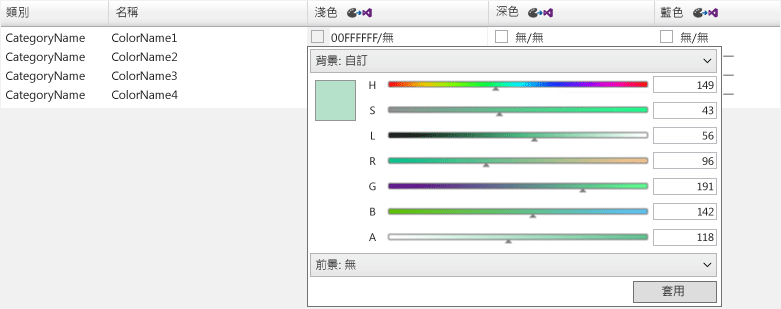 類別 名稱 淺色 深色 藍色
CategoryName ColorName1 00FFFFFF/無 無/無 無/無
CategoryName ColorName2
CategoryName ColorName3
CategoryName ColorName4
背景: 自訂
H 149
S 43
L 56
R 96
G 191
B 142
A 118
前景: 無
套用